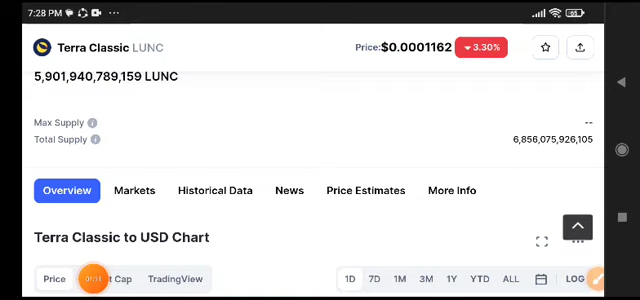 7:28 PM
65
Terra Classic LUNC
Price:$0.0001162 ▾3.30%
5,901,940,789,159 LUNC
Max Supply --
Total Supply 6,856,075,926,105
Overview Markets Historical Data News Price Estimates More Info
Terra Classic to USD Chart
Price t Cap TradingView 1D 7D 1M 3M 1Y YTD ALL LOG